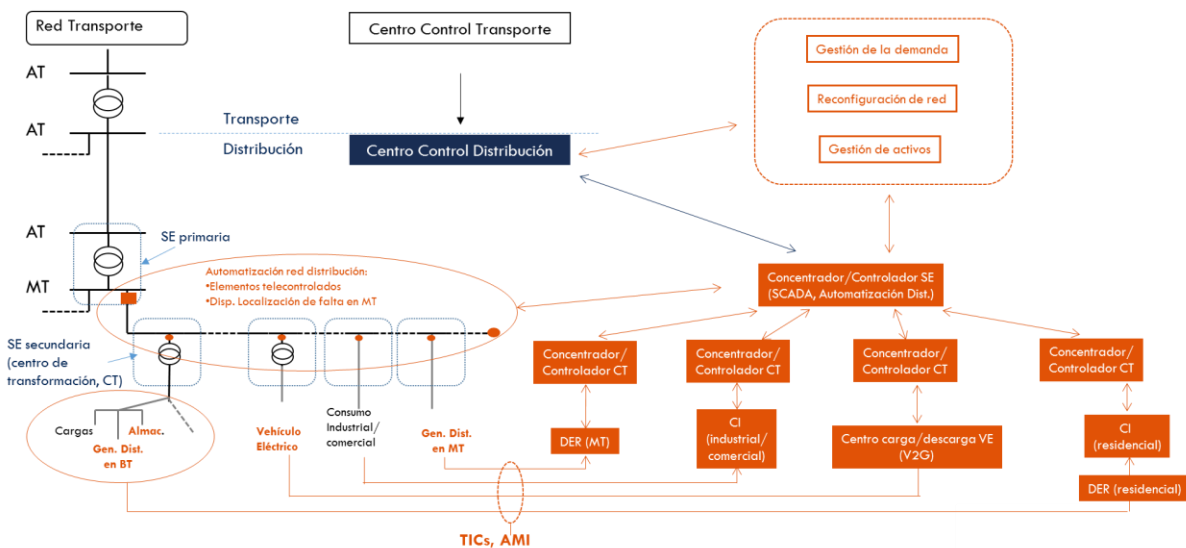 Red Transporte
Centro Control Transporte
AT
AT
Transporte
Distribución
Centro Control Distribución
Gestión de la demanda
Reconfiguración de red
Gestión de activos
AT
SE primaria
MT
Automatización red distribución:
•Elementos telecontrolados
•Disp. Localización de falta en MT
Concentrador/Controlador SE
(SCADA, Automatización Dist.)
SE secundaria
(centro de
transformación, CT)
Concentrador/
Controlador CT
Concentrador/
Controlador CT
Concentrador/
Controlador CT
Concentrador/
Controlador CT
Cargas
Almac.
Gen. Dist.
en BT
Vehículo
Eléctrico
Consumo
Industrial/
comercial
Gen. Dist.
en MT
DER (MT)
CI
(industrial/
comercial)
Centro carga/descarga VE
(V2G)
CI
(residencial)
DER (residencial)
TICs, AMI